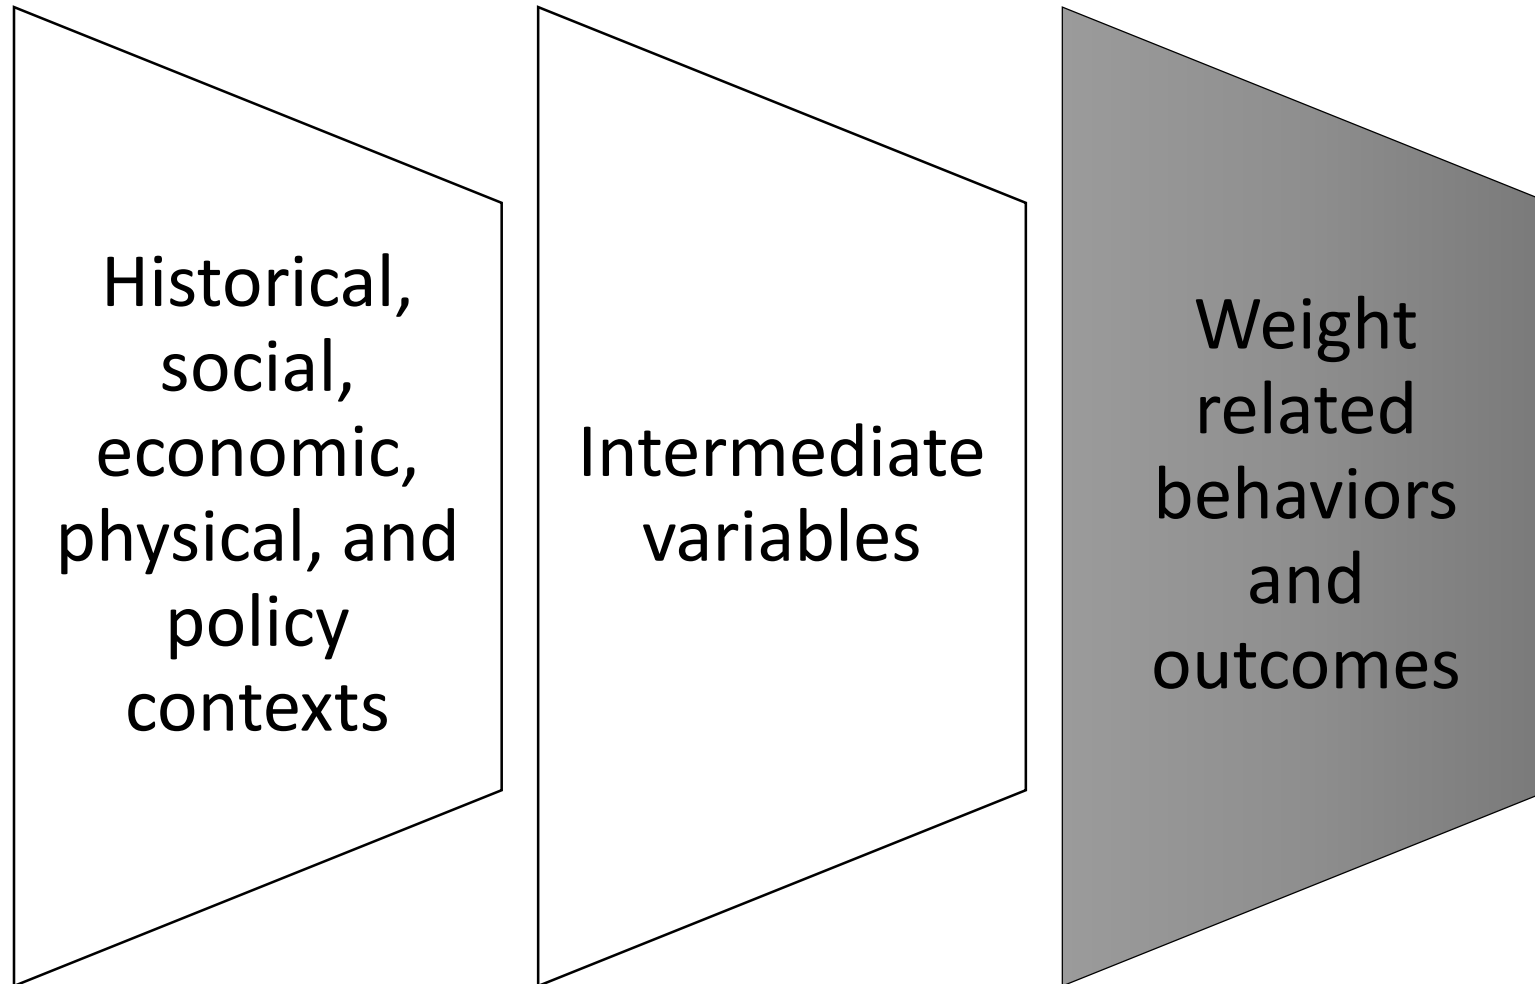 Historical,
social,
economic,
physical, and
policy
contexts
Intermediate
variables
Weight
related
behaviors
and
outcomes